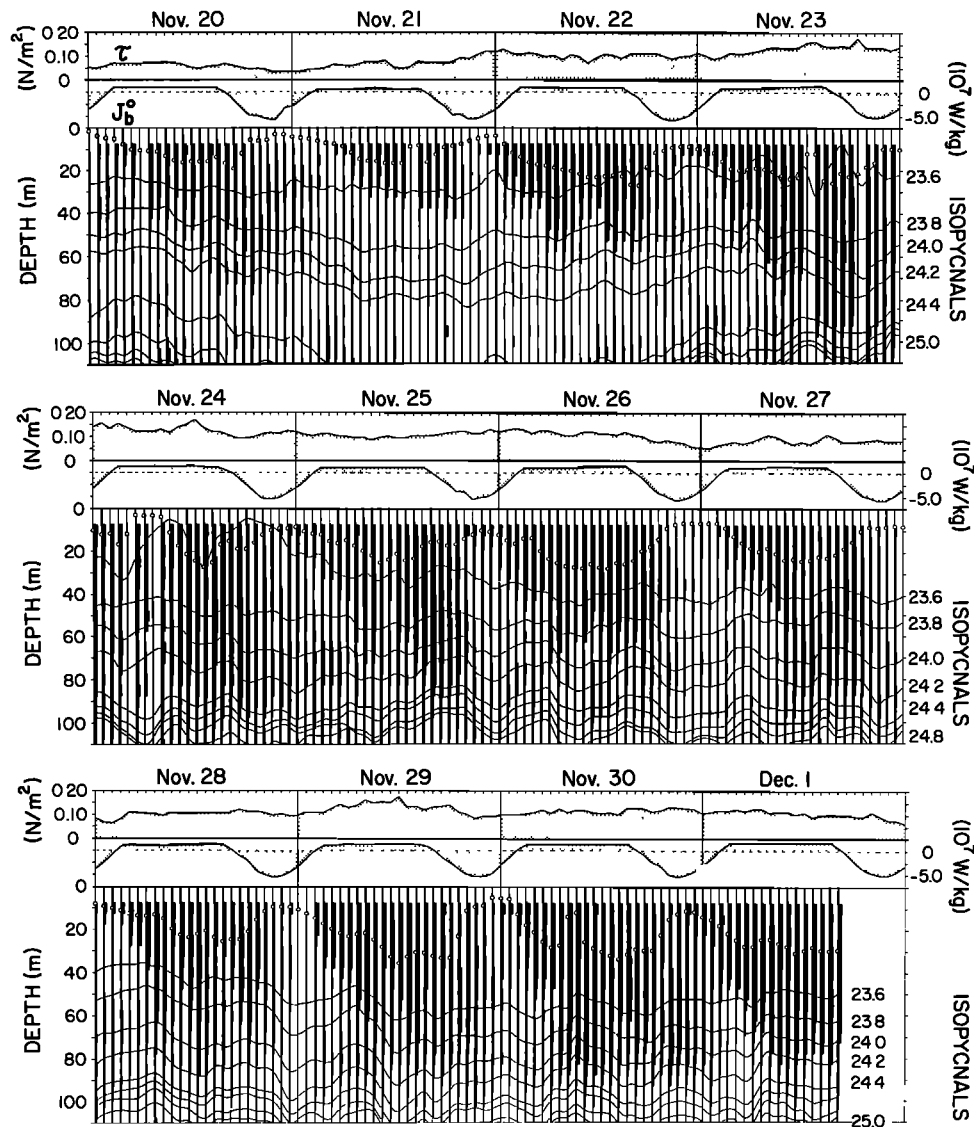 Nov. 20 Nov. 21 Nov. 22 Nov. 23
(N/m²) 0 20 0.10 0
τ
J_b^o
0 -5.0 (10⁷ W/kg)
DEPTH (m) 0 20 40 60 80 100
23.6 23.8 24.0 24.2 24.4 25.0 ISOPYCNALS
Nov. 24 Nov. 25 Nov. 26 Nov. 27
(N/m²) 0 20 0.10 0
0 -5.0 (10⁷ W/kg)
DEPTH (m) 0 20 40 60 80 100
23.6 23.8 24.0 24 2 24 4 24.8 ISOPYCNALS
Nov. 28 Nov. 29 Nov. 30 Dec. 1
(N/m²) 0 20 0.10 0
0 -5.0 (10⁷ W/kg)
DEPTH (m) 0 20 40 60 80 100
23.6 23 8 24 0 24 2 24 4 25.0 ISOPYCNALS